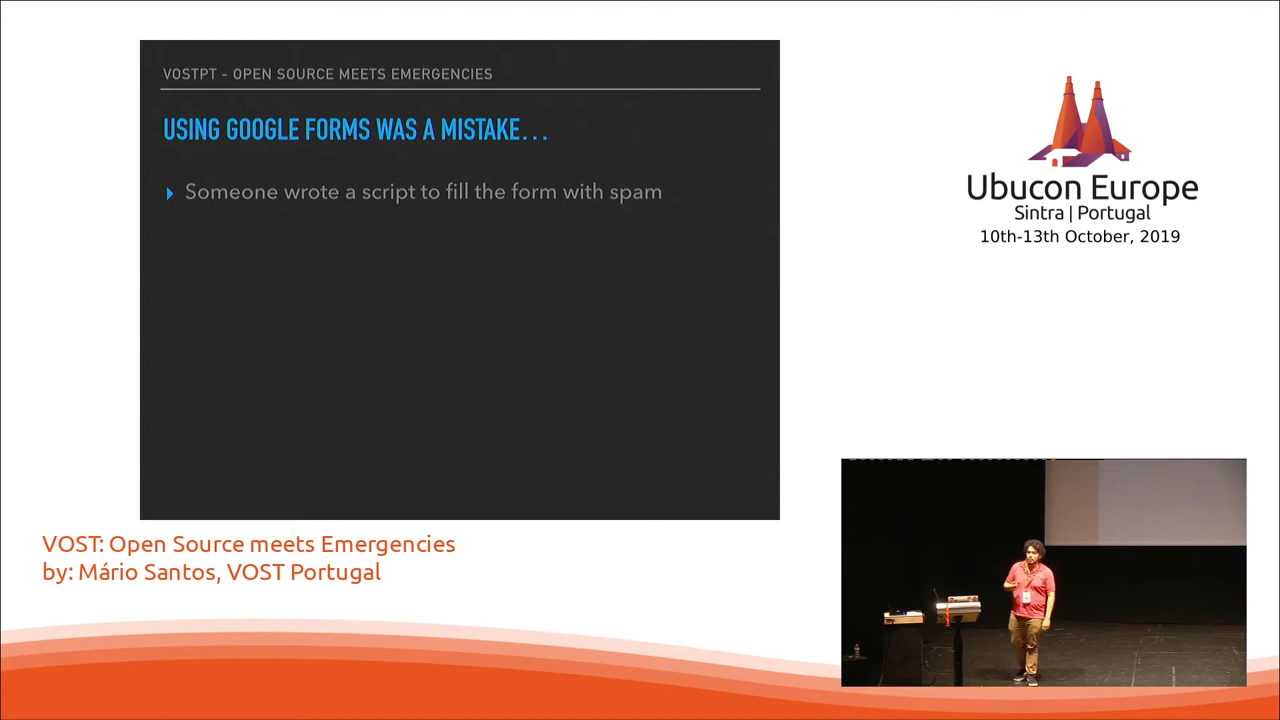 VOSTPT - OPEN SOURCE MEETS EMERGENCIES
USING GOOGLE FORMS WAS A MISTAKE...
Someone wrote a script to fill the form with spam
Ubucon Europe
Sintra | Portugal
10th-13th October, 2019
VOST: Open Source meets Emergencies
by: Mário Santos, VOST Portugal